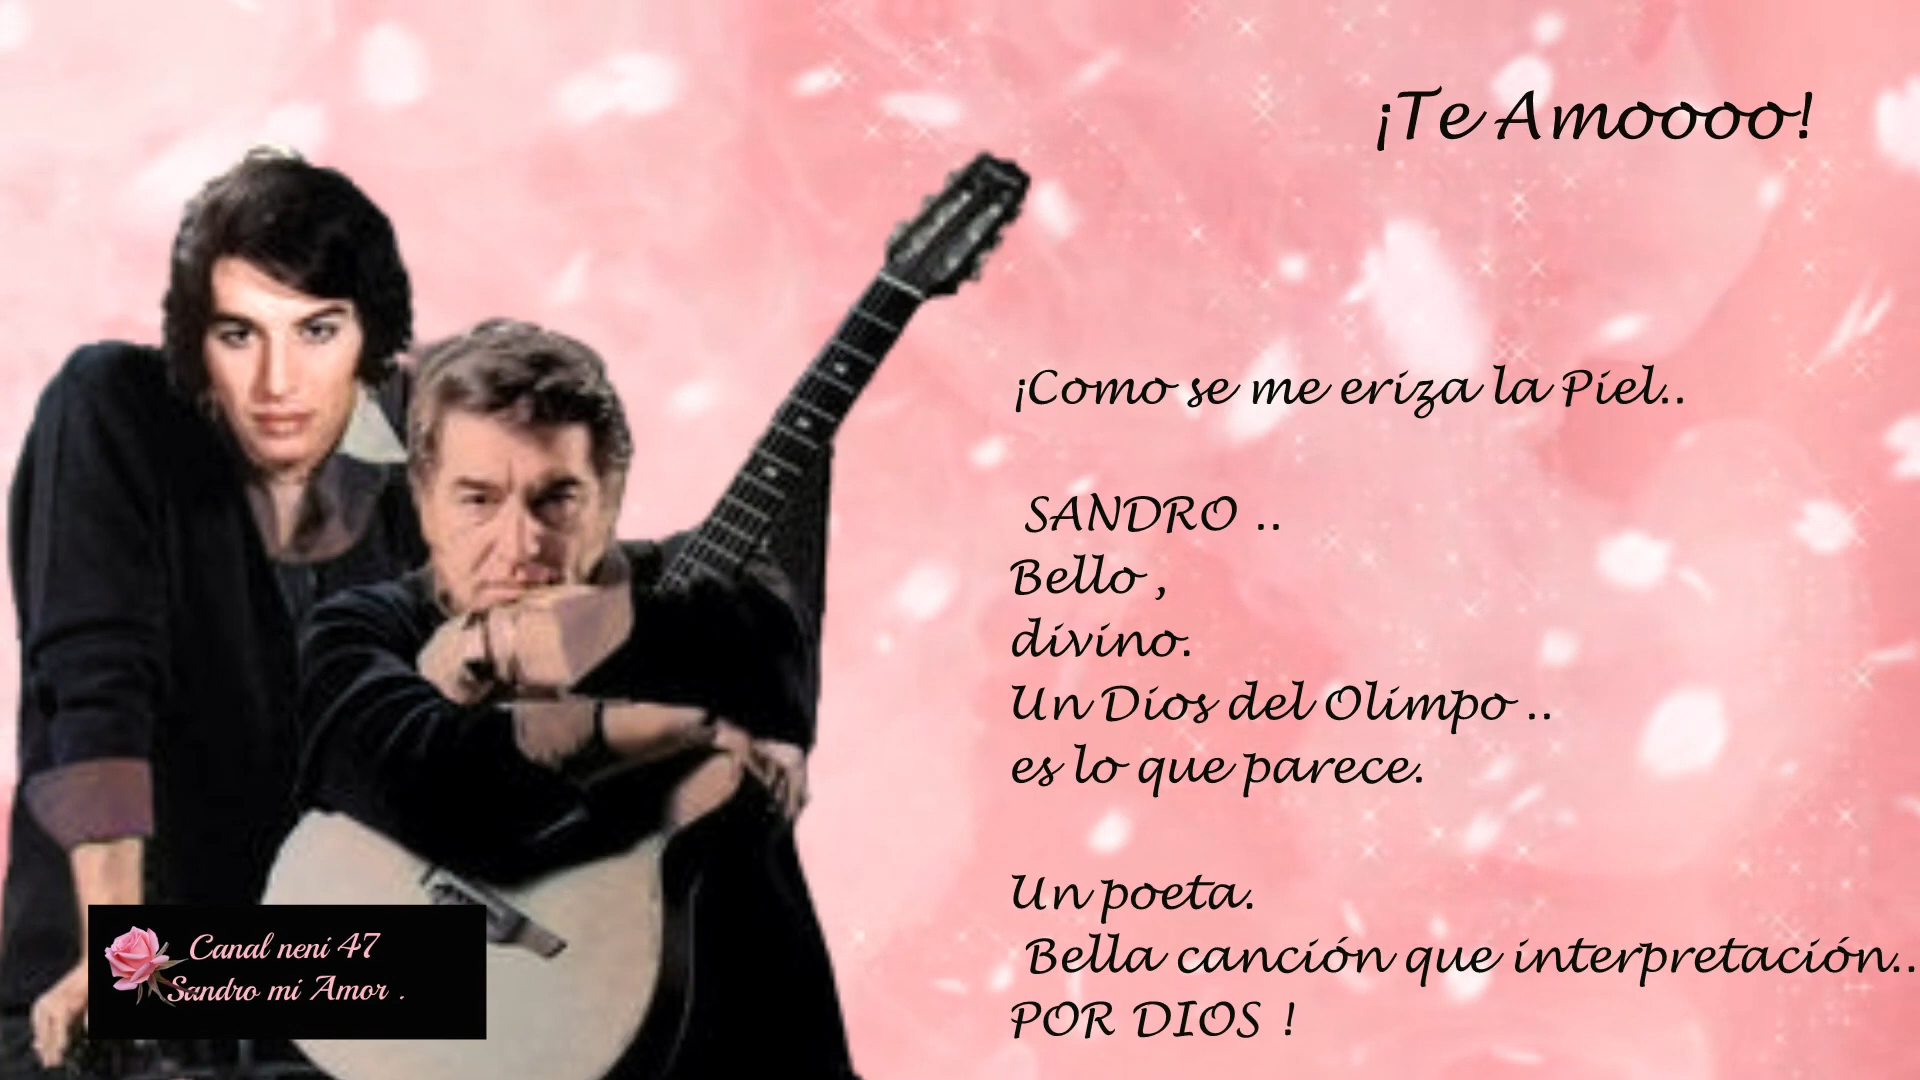 ¡Te Amoooo!
¡Como se me eriza la Piel..
SANDRO ..
Bello ,
divino.
Un Dios del Olimpo ..
es lo que parece.
Un poeta.
Bella canción que interpretación..
POR DIOS !
Canal neni 47
Sandro mi Amor .